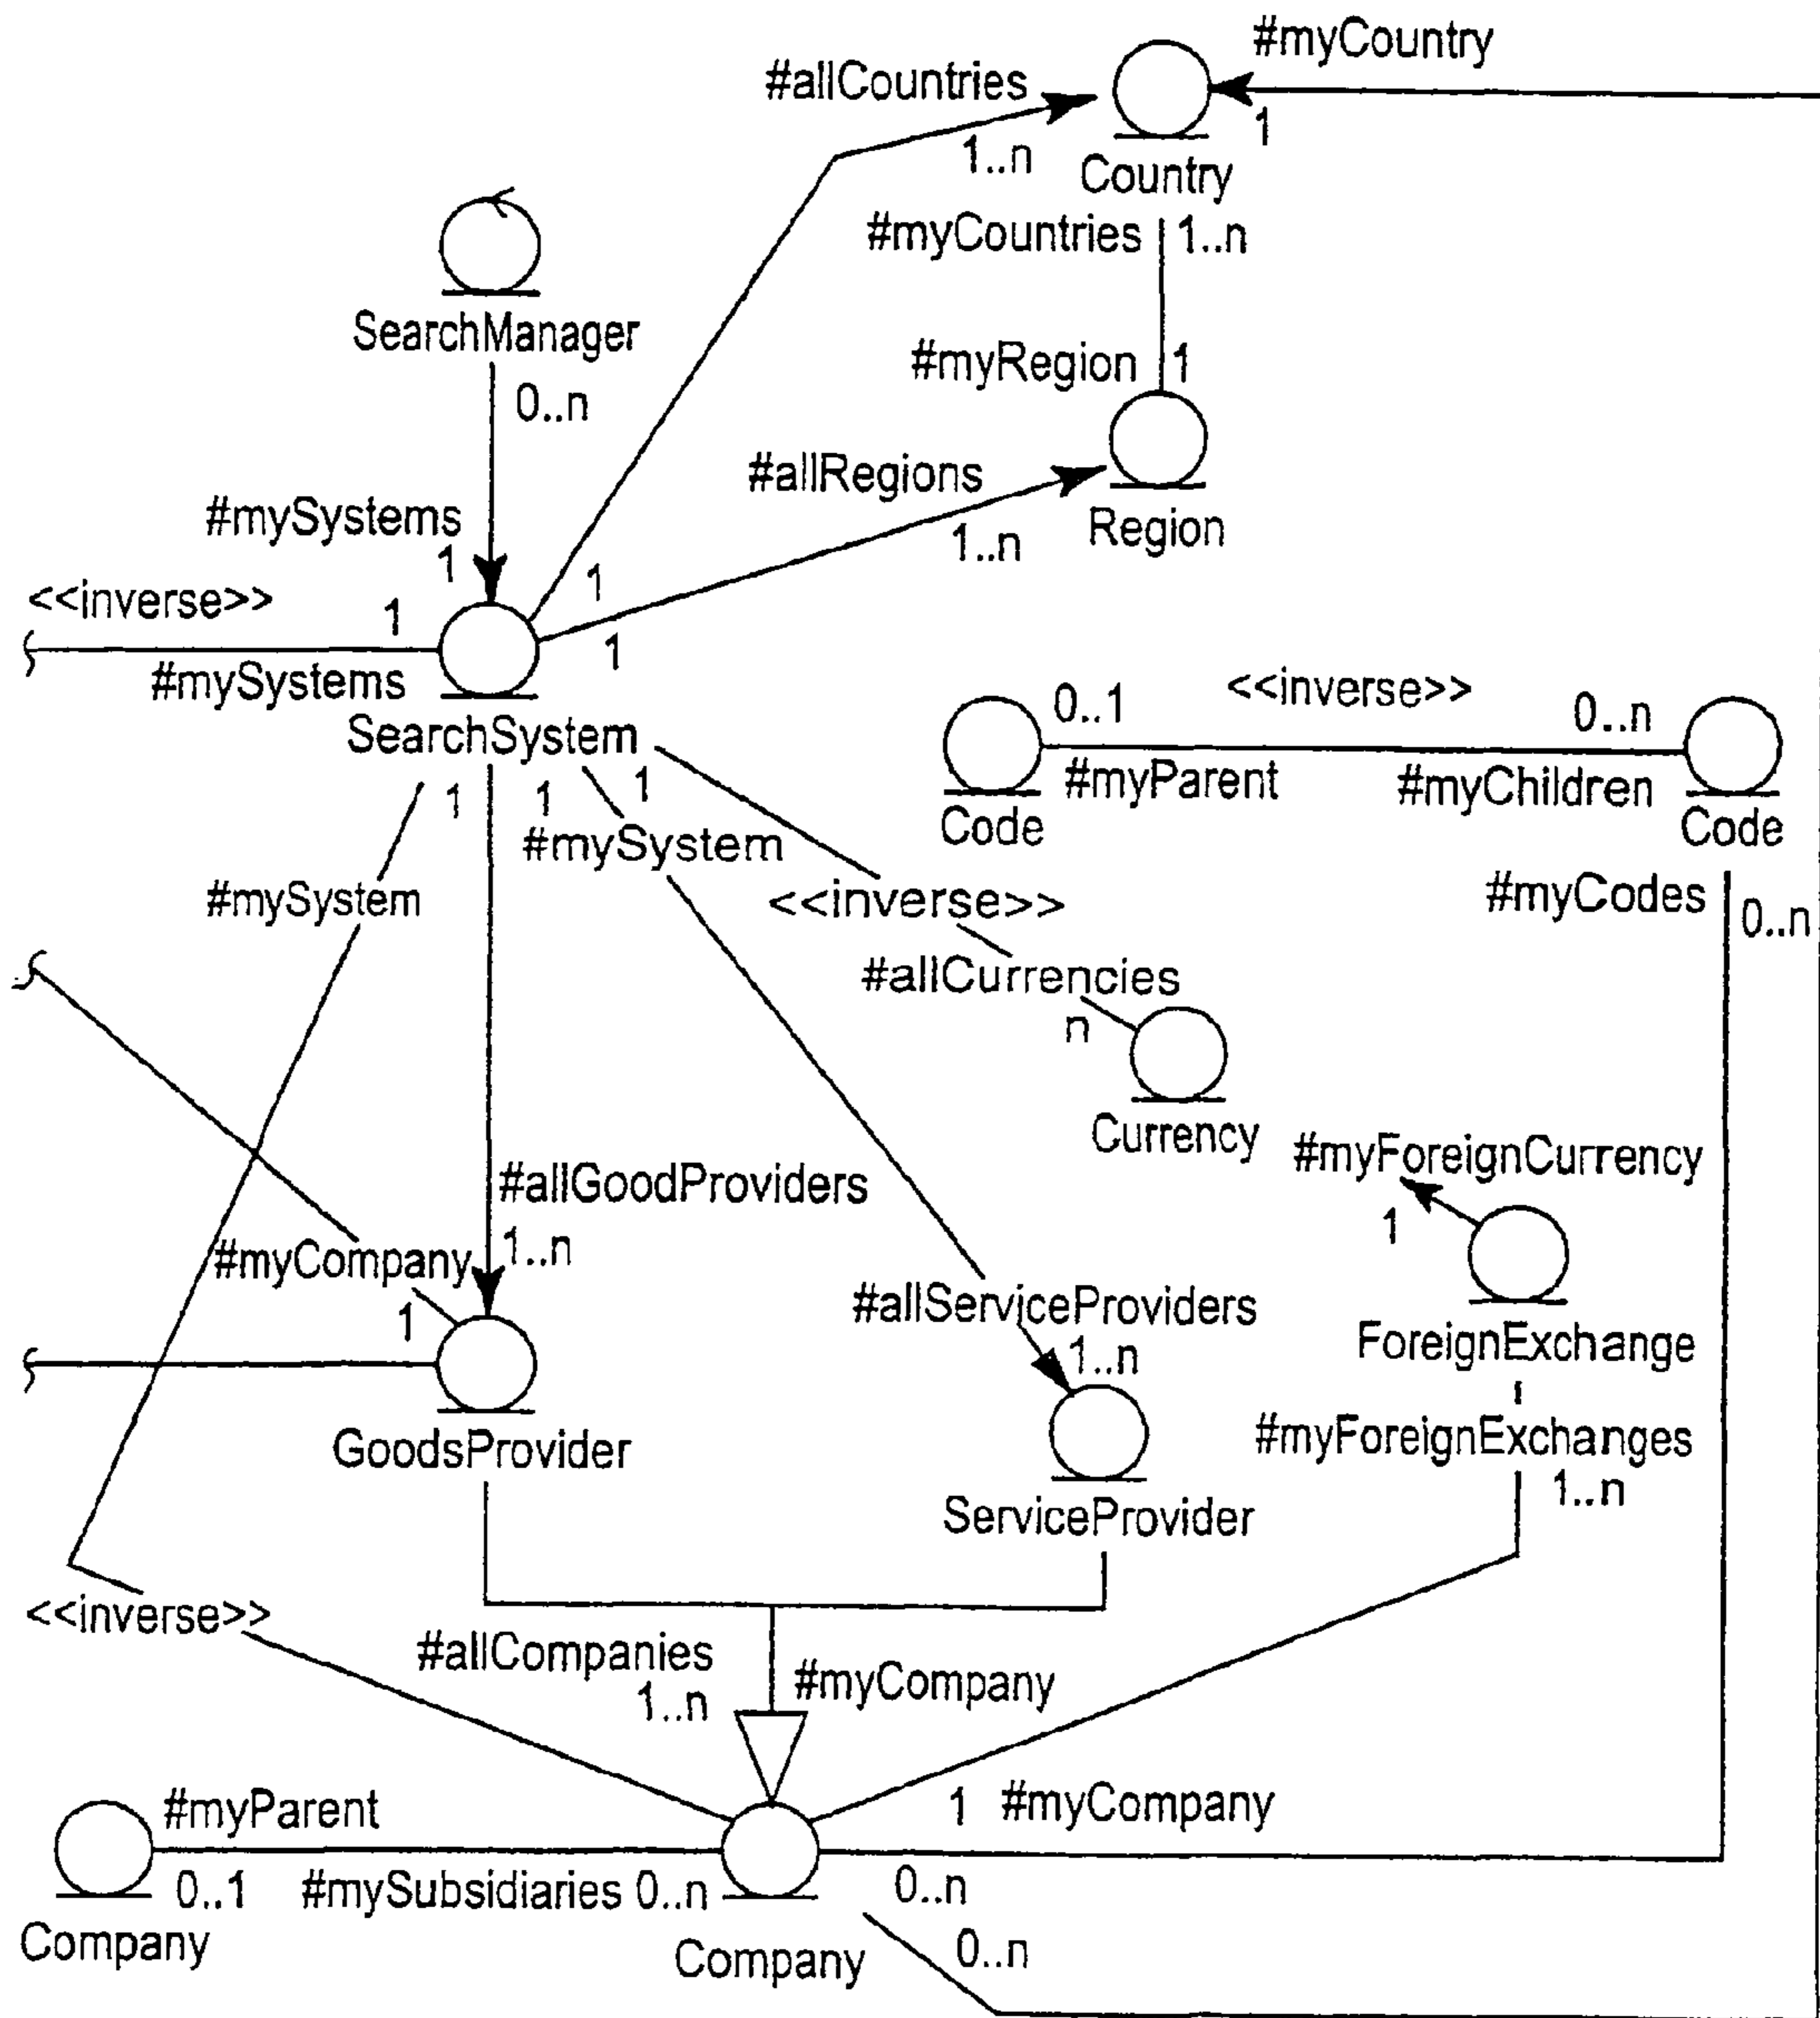 #myCountry
#allCountries
1..n
1
Country
#myCountries 1..n
SearchManager
0..n
#myRegion 1
#allRegions
1..n
Region
#mySystems
1
<<inverse>>
1
1
1
#mySystems
SearchSystem
1
1
1
#mySystem
#mySystem
0..1
<<inverse>>
0..n
#myParent
#myChildren
Code
Code
<<inverse>>
#myCodes
0..n
#allCurrencies
n
Currency
#myForeignCurrency
1
#allGoodProviders
1..n
#myCompany
1
#allServiceProviders
1..n
ForeignExchange
#myForeignExchanges
1..n
GoodsProvider
ServiceProvider
<<inverse>>
#allCompanies
1..n
#myCompany
#myParent
0..1
#mySubsidiaries 0..n
1
#myCompany
0..n
0..n
Company
Company